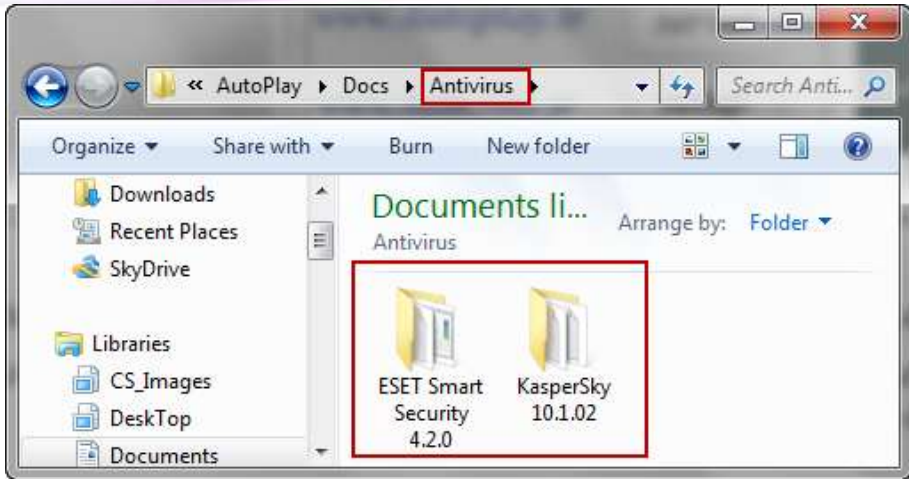 « AutoPlay ▸ Docs ▸ Antivirus ▸
Search Anti...
Organize ▾ Share with ▾ Burn New folder
Downloads
Recent Places
SkyDrive
Libraries
CS_Images
DeskTop
Documents
Documents li...
Antivirus
Arrange by: Folder ▾
ESET Smart
Security
4.2.0
KasperSky
10.1.02